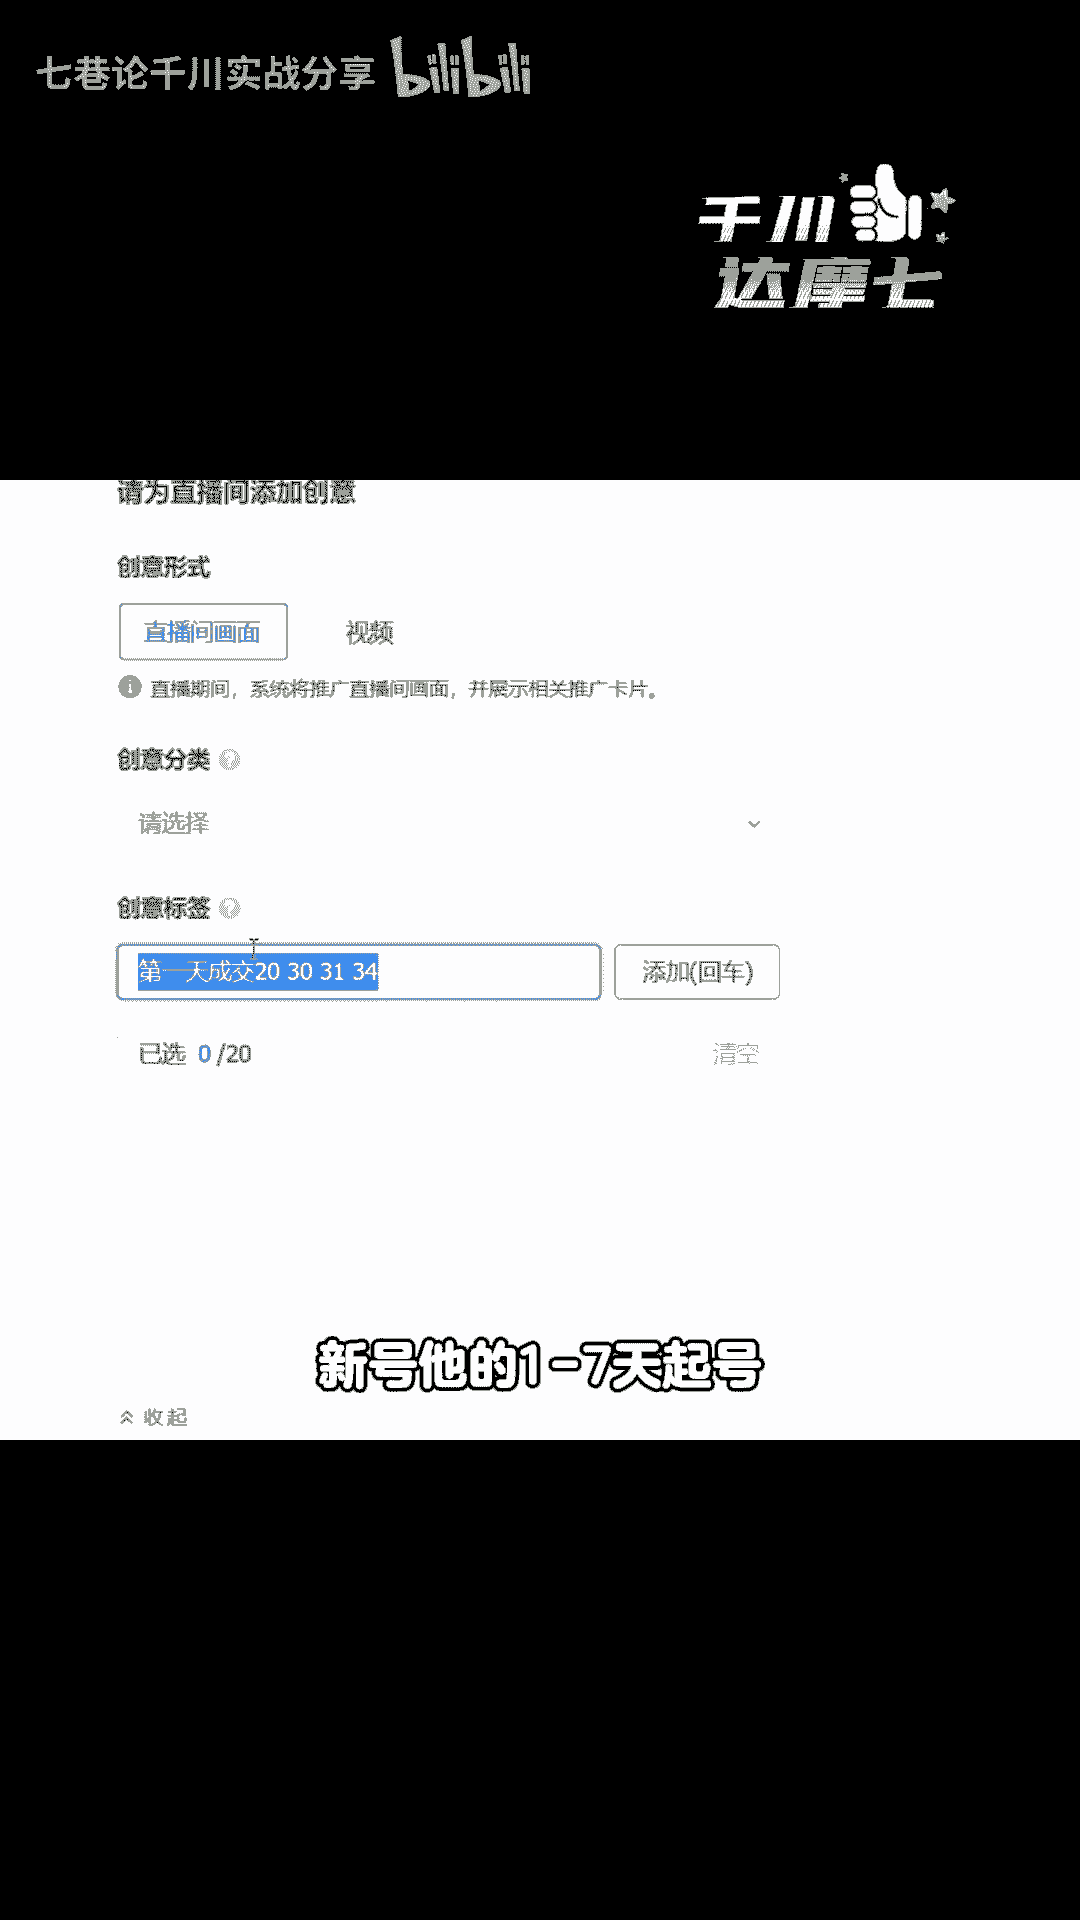 七巷论千川实战分享 bilibili
千川
达摩七
请为直播间添加创意
创意形式
直播间画面 视频
直播期间，系统将推广直播间画面，并展示相关推广卡片。
创意分类
请选择
创意标签
第一天成交20 30 31 34 添加(回车)
已选 0 /20 清空
新号他的1-7天起号
收起